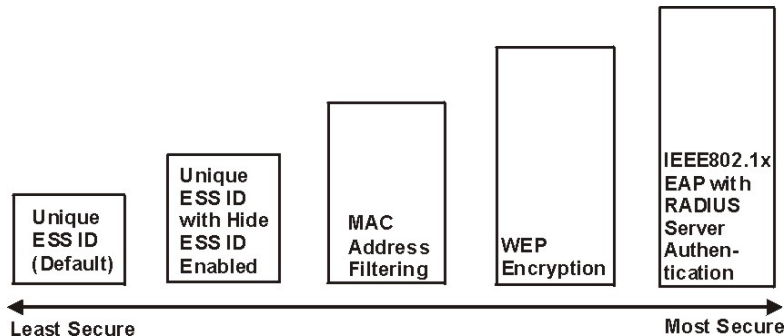 Unique
ESS ID
(Default)
Unique
ESS ID
with Hide
ESS ID
Enabled
MAC
Address
Filtering
WEP
Encryption
IEEE802.1x
EAP with
RADIUS
Server
Authen-
tication
Least Secure
Most Secure